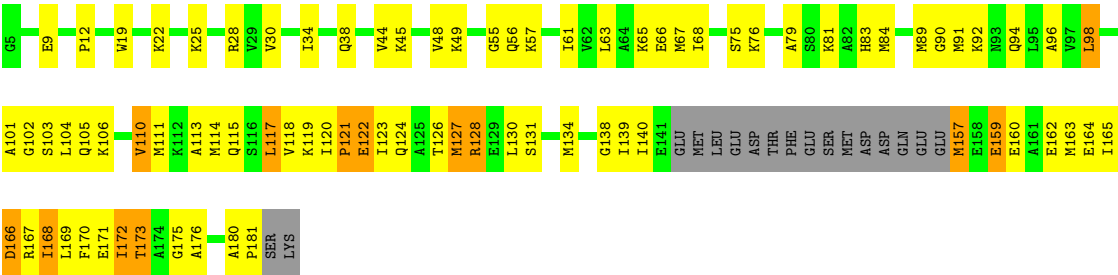 G5 E9 P12 W19 K22 K25 R28 V29 V30 I34 Q38 V44 K45 V48 K49 G55 Q56 K57 I61 V62 L63 A64 K65 E66 M67 I68 S75 K76 A79 S80 K81 A82 H83 M84 M89 G90 M91 K92 N93 Q94 L95 A96 V97 L98
A101 G102 S103 L104 Q105 K106 V110 M111 K112 A113 M114 Q115 S116 L117 V118 K119 I120 P121 E122 I123 Q124 A125 T126 M127 R128 E129 L130 S131 M134 G138 I139 I140 E141 GLU MET LEU GLU ASP THR PHE GLU SER MET ASP ASP GLN GLU GLU M157 E158 E159 E160 A161 E162 M163 E164 I165
D166 R167 I168 L169 F170 E171 I172 T173 A174 G175 A176 A180 P181 SER LYS